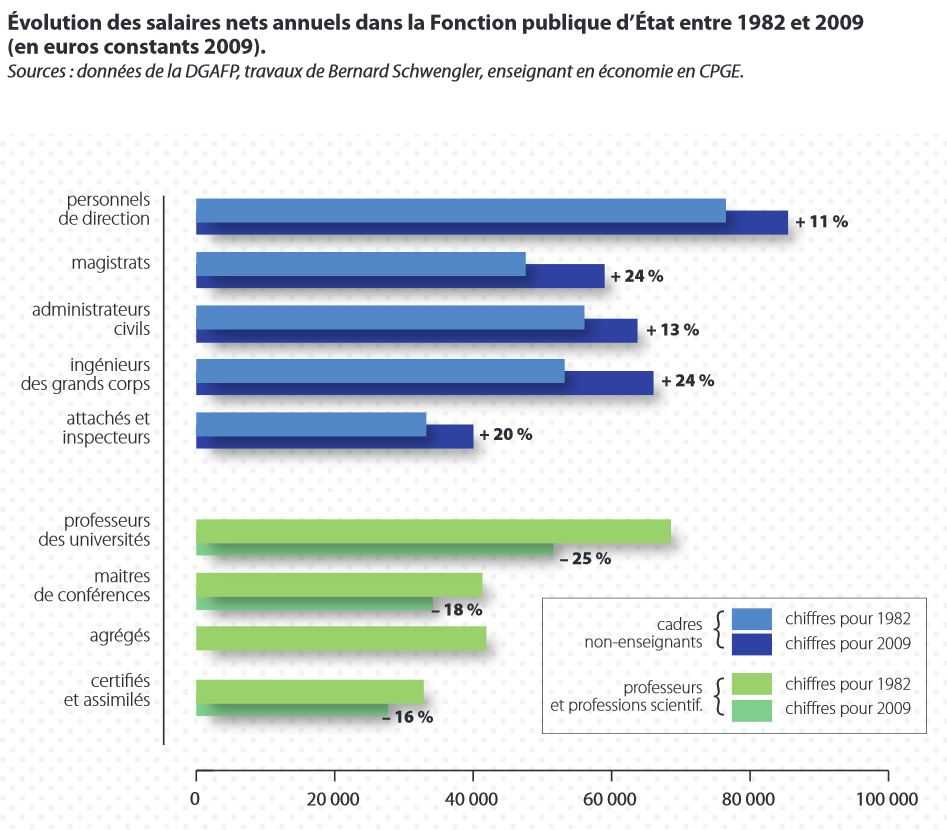 Évolution des salaires nets annuels dans la Fonction publique d’État entre 1982 et 2009
(en euros constants 2009).
Sources : données de la DGAFP, travaux de Bernard Schwengler, enseignant en économie en CPGE.
personnels
de direction
+ 11 %
magistrats
+ 24 %
administrateurs
civils
+ 13 %
ingénieurs
des grands corps
+ 24 %
attachés et
inspecteurs
+ 20 %
professeurs
des universités
– 25 %
maitres
de conférences
– 18 %
agrégés
certifiés
et assimilés
– 16 %
cadres
non-enseignants
chiffres pour 1982
chiffres pour 2009
professeurs
et professions scientif.
chiffres pour 1982
chiffres pour 2009
0 20 000 40 000 60 000 80 000 100 000